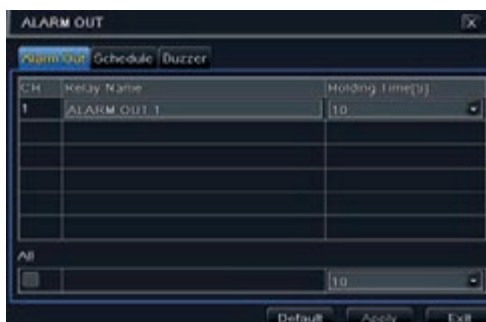 ALARM OUT X
Alarm Out Schedule Buzzer
CH Relay Name Holding Time(S)
1 ALARM OUT 1 10
All
10
Default Apply Exit